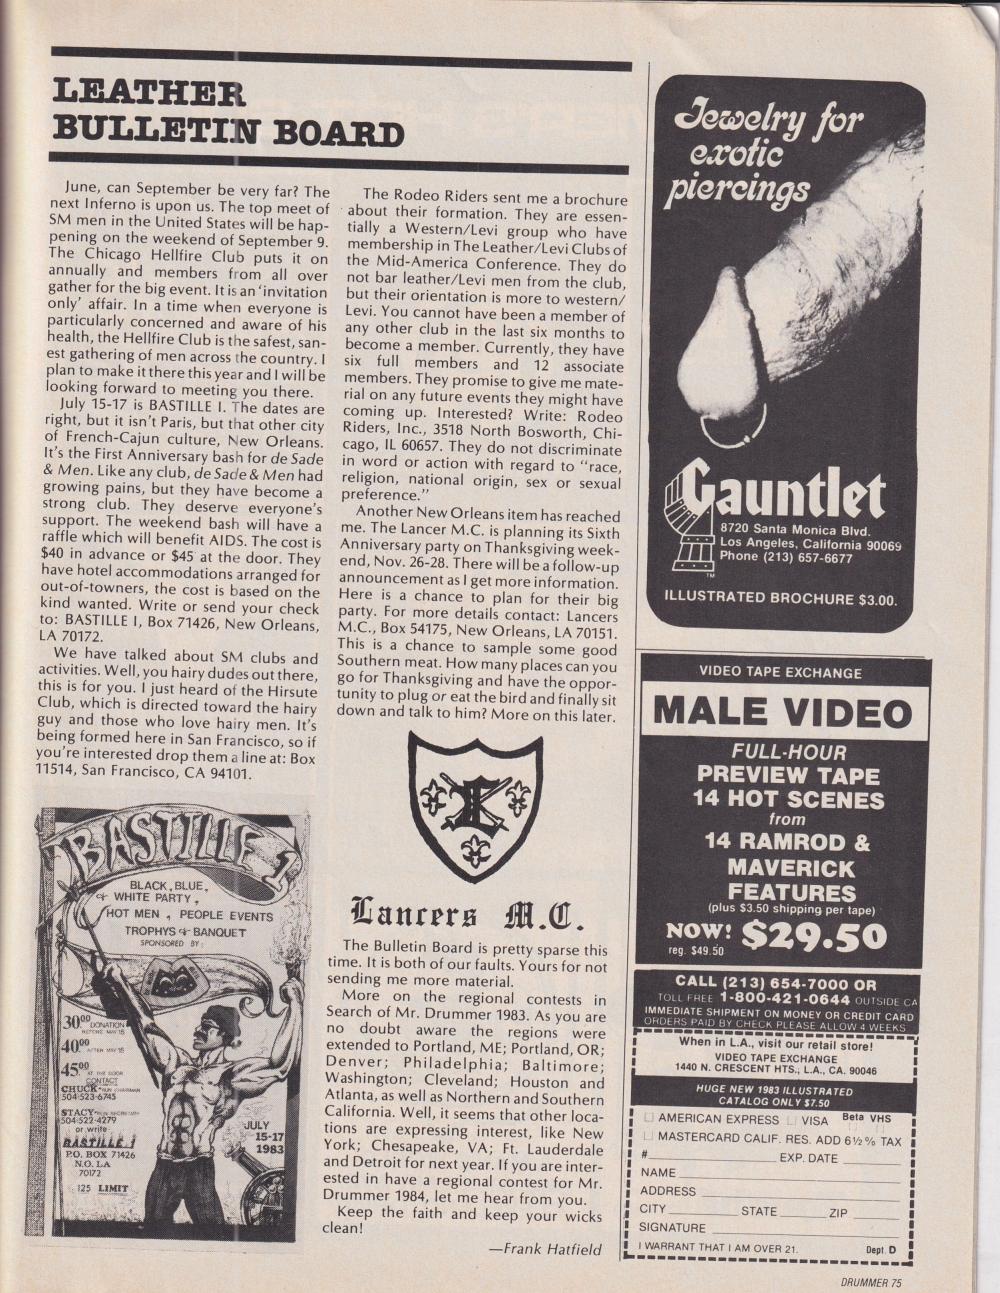 LEATHER
BULLETIN BOARD
June, can September be very far? The
next Inferno is upon us. The top meet of
SM men in the United States will be hap-
pening on the weekend of September 9.
The Chicago Hellfire Club puts it on
annually and members from all over
gather for the big event. It is an 'invitation
only' affair. In a time when everyone is
particularly concerned and aware of his
health, the Hellfire Club is the safest, san-
est gathering of men across the country. I
plan to make it there this year and I will be
looking forward to meeting you there.
July 15-17 is BASTILLE I. The dates are
right, but it isn't Paris, but that other city
of French-Cajun culture, New Orleans.
It's the First Anniversary bash for de Sade
& Men. Like any club, de Sade & Men had
growing pains, but they have become a
strong club. They deserve everyone's
support. The weekend bash will have a
raffle which will benefit AIDS. The cost is
$40 in advance or $45 at the door. They
have hotel accommodations arranged for
out-of-towners, the cost is based on the
kind wanted. Write or send your check
to: BASTILLE I, Box 71426, New Orleans,
LA 70172.
We have talked about SM clubs and
activities. Well, you hairy dudes out there,
this is for you. I just heard of the Hirsute
Club, which is directed toward the hairy
guy and those who love hairy men. It's
being formed here in San Francisco, so if
you're interested drop them a line at: Box
11514, San Francisco, CA 94101.
BASTILLE 1
BLACK, BLUE,
& WHITE PARTY,
HOT MEN, PEOPLE EVENTS
TROPHYS & BANQUET
SPONSORED BY:
30.00 DONATION
BEFORE MAY 15
40.00 AFTER MAY 15
45.00 AT THE DOOR
CONTACT
CHUCK RUN CHAIRMAN
504-523-6745
STACY RUN SECRETARY
504-522-4279
or write
BASTILLE 1
P.O. BOX 71426
N.O. LA
70172
125 LIMIT
JULY
15-17
1983
The Rodeo Riders sent me a brochure
about their formation. They are essen-
tially a Western/Levi group who have
membership in The Leather/Levi Clubs of
the Mid-America Conference. They do
not bar leather/Levi men from the club,
but their orientation is more to western/
Levi. You cannot have been a member of
any other club in the last six months to
become a member. Currently, they have
six full members and 12 associate
members. They promise to give me mate-
rial on any future events they might have
coming up. Interested? Write: Rodeo
Riders, Inc., 3518 North Bosworth, Chi-
cago, IL 60657. They do not discriminate
in word or action with regard to "race,
religion, national origin, sex or sexual
preference."
Another New Orleans item has reached
me. The Lancer M.C. is planning its Sixth
Anniversary party on Thanksgiving week-
end, Nov. 26-28. There will be a follow-up
announcement as I get more information.
Here is a chance to plan for their big
party. For more details contact: Lancers
M.C., Box 54175, New Orleans, LA 70151.
This is a chance to sample some good
Southern meat. How many places can you
go for Thanksgiving and have the oppor-
tunity to plug or eat the bird and finally sit
down and talk to him? More on this later.
L
Lancers M.C.
The Bulletin Board is pretty sparse this
time. It is both of our faults. Yours for not
sending me more material.
More on the regional contests in
Search of Mr. Drummer 1983. As you are
no doubt aware the regions were
extended to Portland, ME; Portland, OR;
Denver; Philadelphia; Baltimore;
Washington; Cleveland; Houston and
Atlanta, as well as Northern and Southern
California. Well, it seems that other loca-
tions are expressing interest, like New
York; Chesapeake, VA; Ft. Lauderdale
and Detroit for next year. If you are inter-
ested in have a regional contest for Mr.
Drummer 1984, let me hear from you.
Keep the faith and keep your wicks
clean!
—Frank Hatfield
Jewelry for
exotic
piercings
Gauntlet
8720 Santa Monica Blvd.
Los Angeles, California 90069
Phone (213) 657-6677
TM
ILLUSTRATED BROCHURE $3.00.
VIDEO TAPE EXCHANGE
MALE VIDEO
FULL-HOUR
PREVIEW TAPE
14 HOT SCENES
from
14 RAMROD &
MAVERICK
FEATURES
(plus $3.50 shipping per tape)
NOW! $29.50
reg. $49.50
CALL (213) 654-7000 OR
TOLL FREE 1-800-421-0644 OUTSIDE CA
IMMEDIATE SHIPMENT ON MONEY OR CREDIT CARD
ORDERS PAID BY CHECK PLEASE ALLOW 4 WEEKS
When in L.A., visit our retail store!
VIDEO TAPE EXCHANGE
1440 N. CRESCENT HTS., L.A., CA. 90046
HUGE NEW 1983 ILLUSTRATED
CATALOG ONLY $7.50
AMERICAN EXPRESS VISA Beta VHS
MASTERCARD CALIF. RES. ADD 6½% TAX
# EXP. DATE
NAME
ADDRESS
CITY STATE ZIP
SIGNATURE
I WARRANT THAT I AM OVER 21. Dept. D
DRUMMER 75